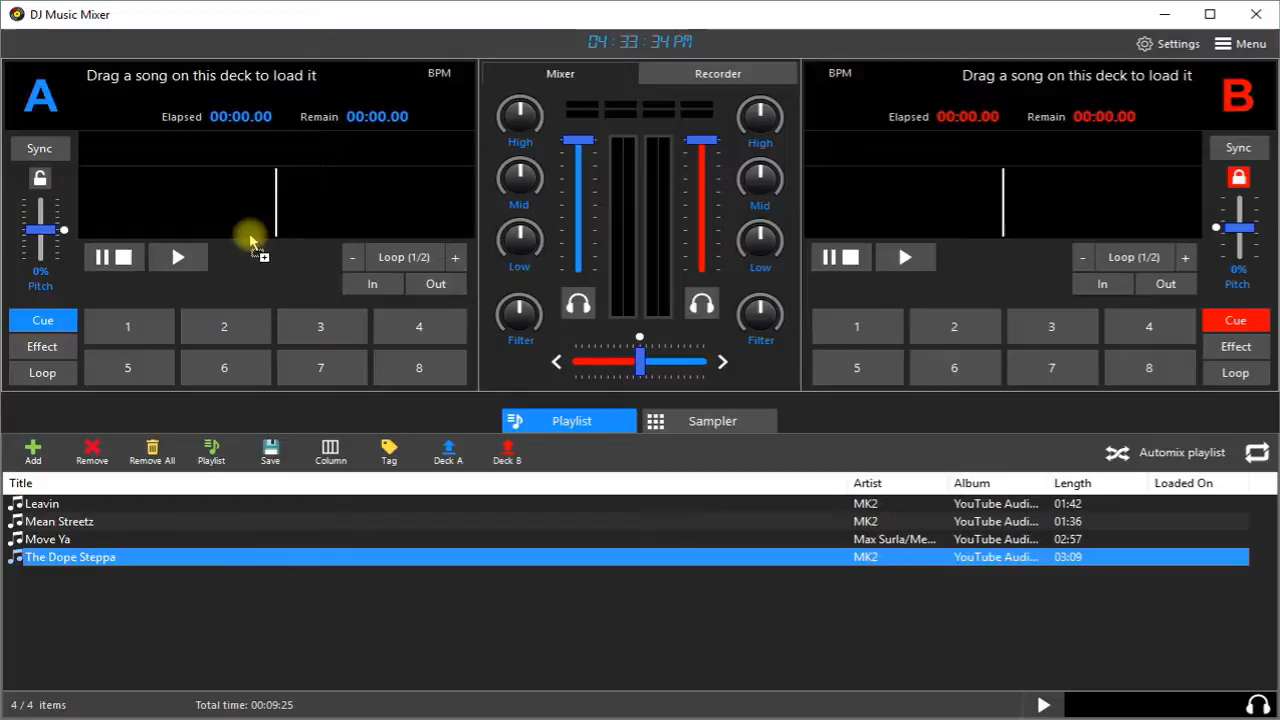 DJ Music Mixer
04:33:34 PM
Settings
Menu
A
Drag a song on this deck to load it
BPM
Elapsed 00:00.00 Remain 00:00.00
Mixer
Recorder
BPM
Drag a song on this deck to load it
B
Elapsed 00:00.00 Remain 00:00.00
Sync
High
High
Sync
Mid
Mid
Low
Low
- Loop (1/2) +
- Loop (1/2) +
0%
Pitch
In
Out
In
Out
0%
Pitch
Filter
Filter
Cue
1
2
3
4
1
2
3
4
Cue
Effect
Effect
Loop
5
6
7
8
5
6
7
8
Loop
Playlist
Sampler
Add
Remove
Remove All
Playlist
Save
Column
Tag
Deck A
Deck B
Automix playlist
Title Artist Album Length Loaded On
Leavin MK2 YouTube Audi... 01:42
Mean Streetz MK2 YouTube Audi... 01:36
Move Ya Max Surla/Me... YouTube Audi... 02:57
The Dope Steppa MK2 YouTube Audi... 03:09
4 / 4 items
Total time: 00:09:25